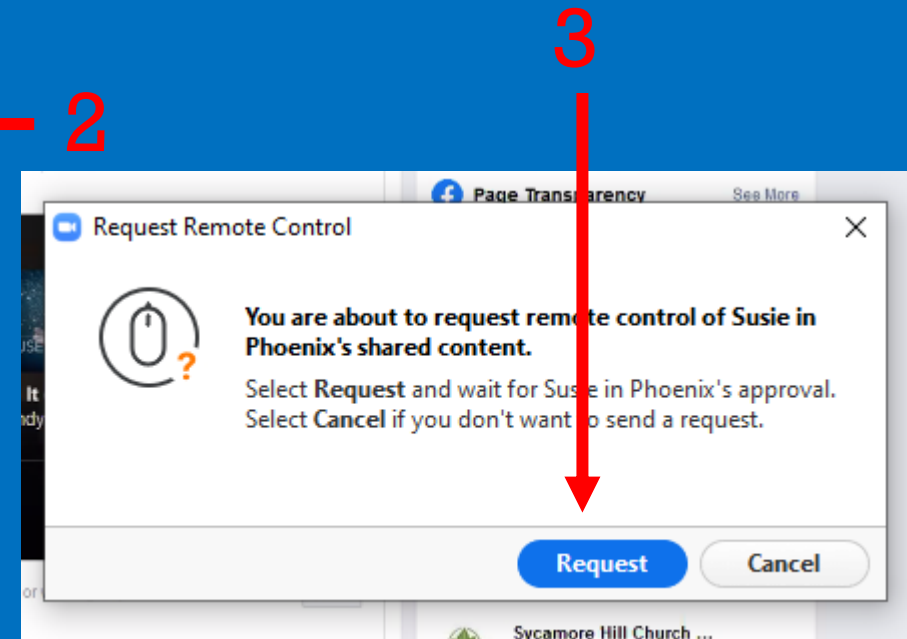 3
2
Page Transparency See More
Request Remote Control
You are about to request remote control of Susie in
Phoenix's shared content.
Select Request and wait for Susie in Phoenix's approval.
Select Cancel if you don't want to send a request.
It
?
Request Cancel
or
Sycamore Hill Church ...